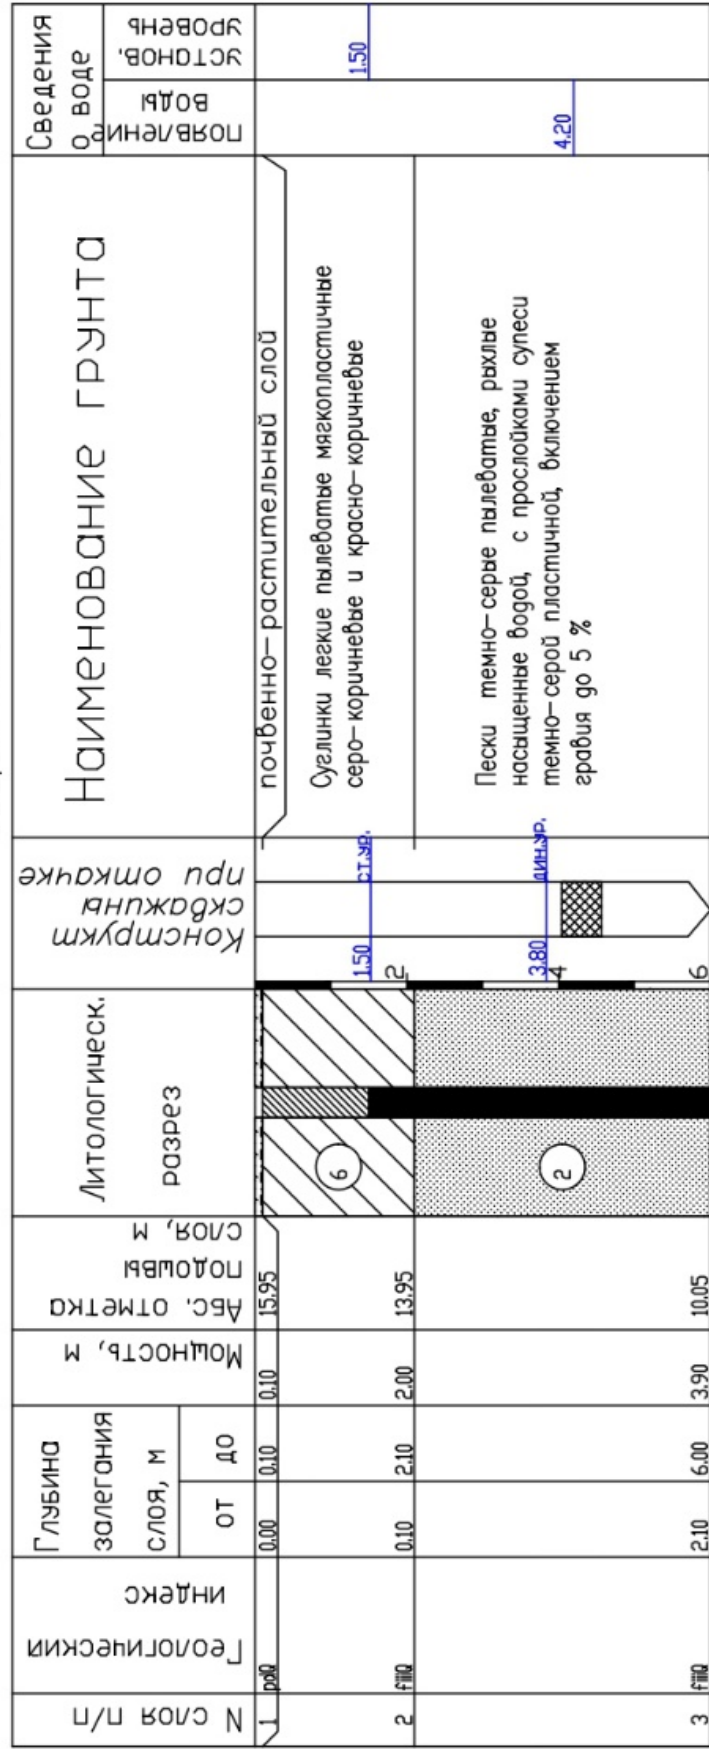 N слоя п/п
Геологический
индекс
Глубина
залегания
слоя, м
от
до
Мощность, м
Абс. отметка
подошвы
слоя, м
Литологическ.
разрез
Конструкт
скважины
при откачке
Наименование грунта
Сведения
о воде
появление
воды
установ.
уровень
1
pdQ
0.00
0.10
0.10
15.95
почвенно-растительный слой
2
fIIIQ
0.10
2.10
2.00
13.95
6
2
1.50
ст.ур.
Суглинки легкие пылеватые мягкопластичные
серо-коричневые и красно-коричневые
1.50
3
fIIIQ
2.10
6.00
3.90
10.05
2
4
6
3.80
дин.ур.
Пески темно-серые пылеватые, рыхлые
насыщенные водой, с прослойками супеси
темно-серой пластичной, включением
гравия до 5 %
4.20